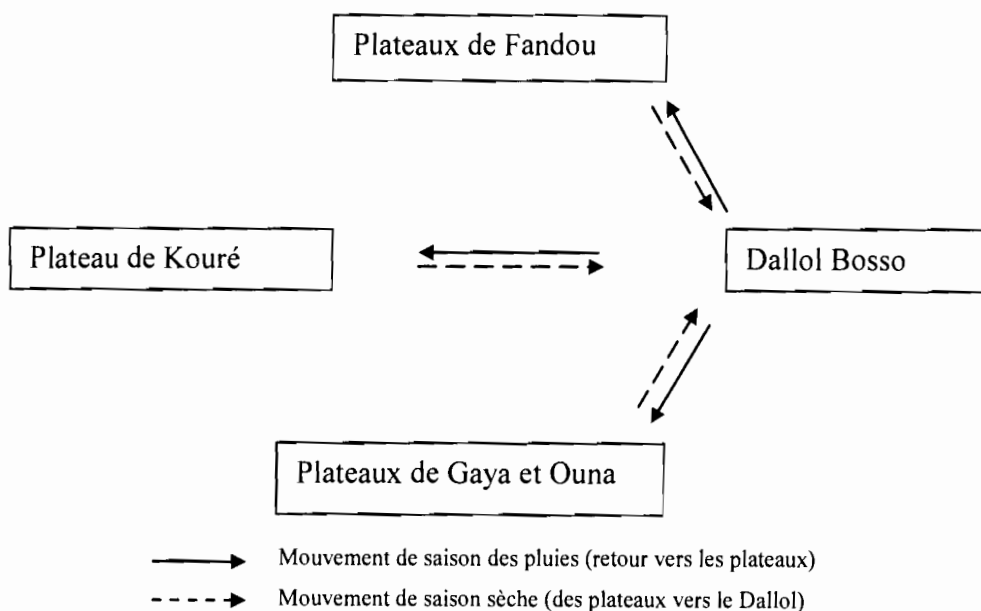 Plateaux de Fandou
Plateau de Kouré
Dallol Bosso
Plateaux de Gaya et Ouna
Mouvement de saison des pluies (retour vers les plateaux)
Mouvement de saison sèche (des plateaux vers le Dallol)